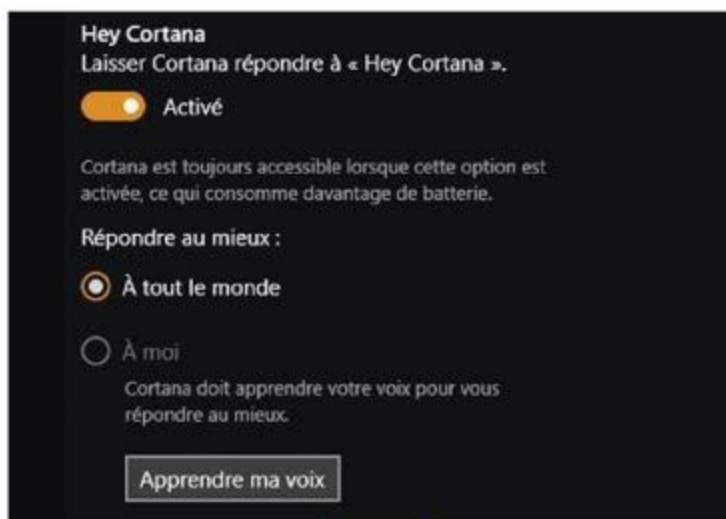 Hey Cortana
Laisser Cortana répondre à « Hey Cortana ».
Activé
Cortana est toujours accessible lorsque cette option est
activée, ce qui consomme davantage de batterie.
Répondre au mieux :
À tout le monde
À moi
Cortana doit apprendre votre voix pour vous
répondre au mieux.
Apprendre ma voix